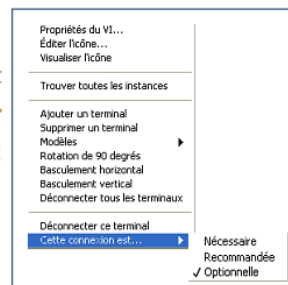 Propriétés du VI...
Éditer l'icône...
Visualiser l'icône
Trouver toutes les instances
Ajouter un terminal
Supprimer un terminal
Modèles
Rotation de 90 degrés
Basculement horizontal
Basculement vertical
Déconnecter tous les terminaux
Déconnecter ce terminal
Cette connexion est...
Nécessaire
Recommandée
Optionnelle